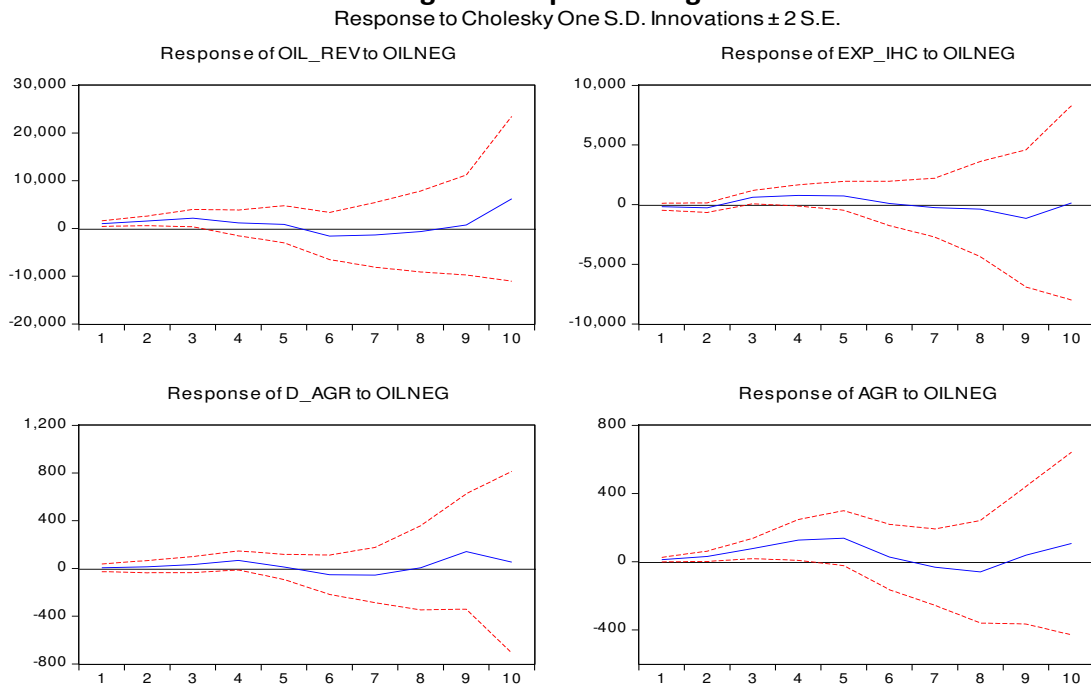 Response to Cholesky One S.D. Innovations ± 2 S.E.
Response of OIL_REV to OILNEG
30,000
20,000
10,000
0
-10,000
-20,000
1 2 3 4 5 6 7 8 9 10
Response of EXP_IHC to OILNEG
10,000
5,000
0
-5,000
-10,000
1 2 3 4 5 6 7 8 9 10
Response of D_AGR to OILNEG
1,200
800
400
0
-400
-800
1 2 3 4 5 6 7 8 9 10
Response of AGR to OILNEG
800
400
0
-400
1 2 3 4 5 6 7 8 9 10